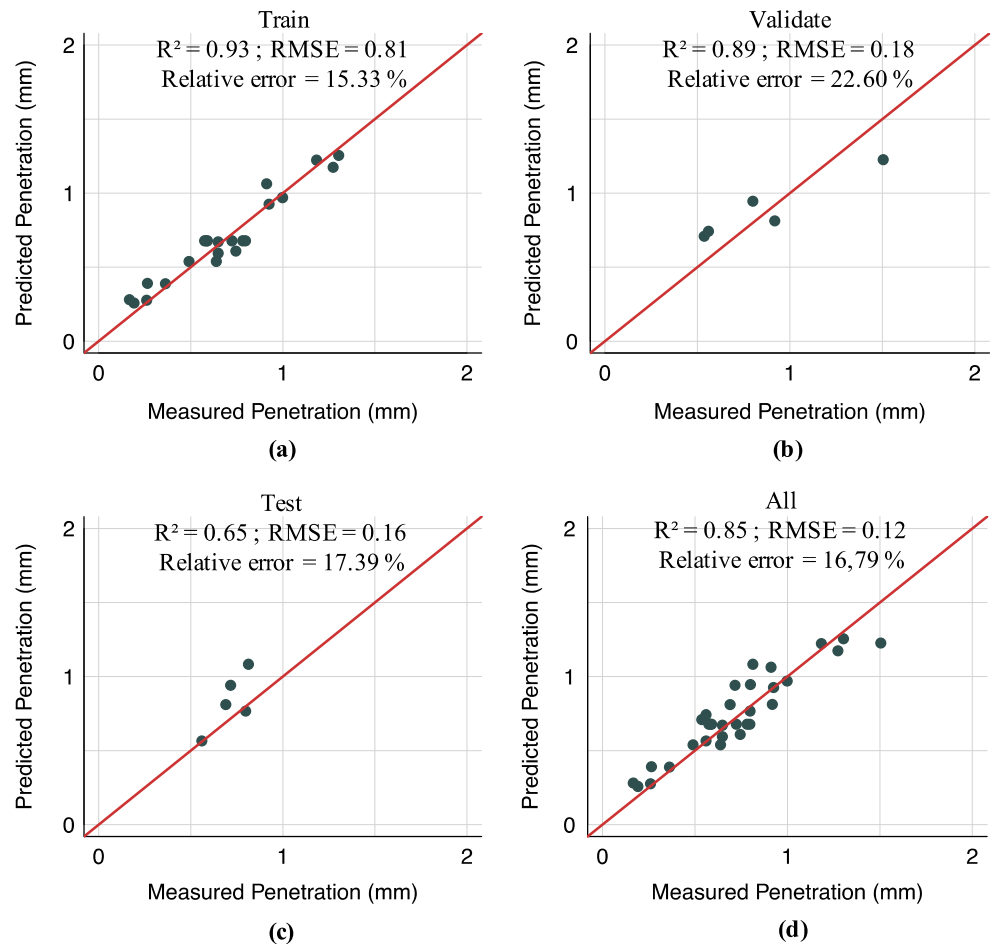 Train
R² = 0.93 ; RMSE = 0.81
Relative error = 15.33 %
2
1
0
Predicted Penetration (mm)
0 1 2
Measured Penetration (mm)
(a)
Validate
R² = 0.89 ; RMSE = 0.18
Relative error = 22.60 %
2
1
0
Predicted Penetration (mm)
0 1 2
Measured Penetration (mm)
(b)
Test
R² = 0.65 ; RMSE = 0.16
Relative error = 17.39 %
2
1
0
Predicted Penetration (mm)
0 1 2
Measured Penetration (mm)
(c)
All
R² = 0.85 ; RMSE = 0.12
Relative error = 16,79 %
2
1
0
Predicted Penetration (mm)
0 1 2
Measured Penetration (mm)
(d)